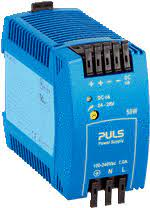 + + − −
DC ok
24-28V
50W
PULS
Power Supply
100-240Vac 1.0A
N L